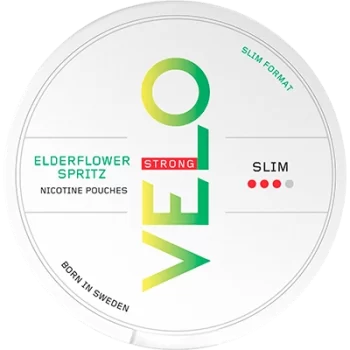 SLIM FORMAT
VELO
STRONG
ELDERFLOWER
SPRITZ
NICOTINE POUCHES
SLIM
BORN IN SWEDEN